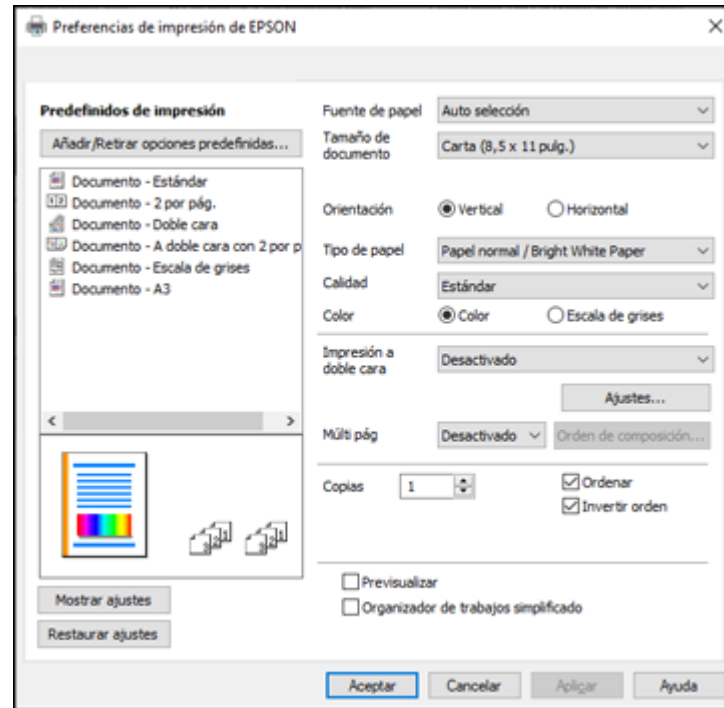 Preferencias de impresión de EPSON
Predefinidos de impresión
Añadir/Retirar opciones predefinidas...
Documento - Estándar
Documento - 2 por pág.
Documento - Doble cara
Documento - A doble cara con 2 por p
Documento - Escala de grises
Documento - A3
Mostrar ajustes
Restaurar ajustes
Fuente de papel Auto selección
Tamaño de
documento Carta (8,5 x 11 pulg.)
Orientación Vertical Horizontal
Tipo de papel Papel normal / Bright White Paper
Calidad Estándar
Color Color Escala de grises
Impresión a
doble cara Desactivado
Ajustes...
Múlti pág Desactivado Orden de composición...
Copias 1 Ordenar
Invertir orden
Previsualizar
Organizador de trabajos simplificado
Aceptar Cancelar Aplicar Ayuda